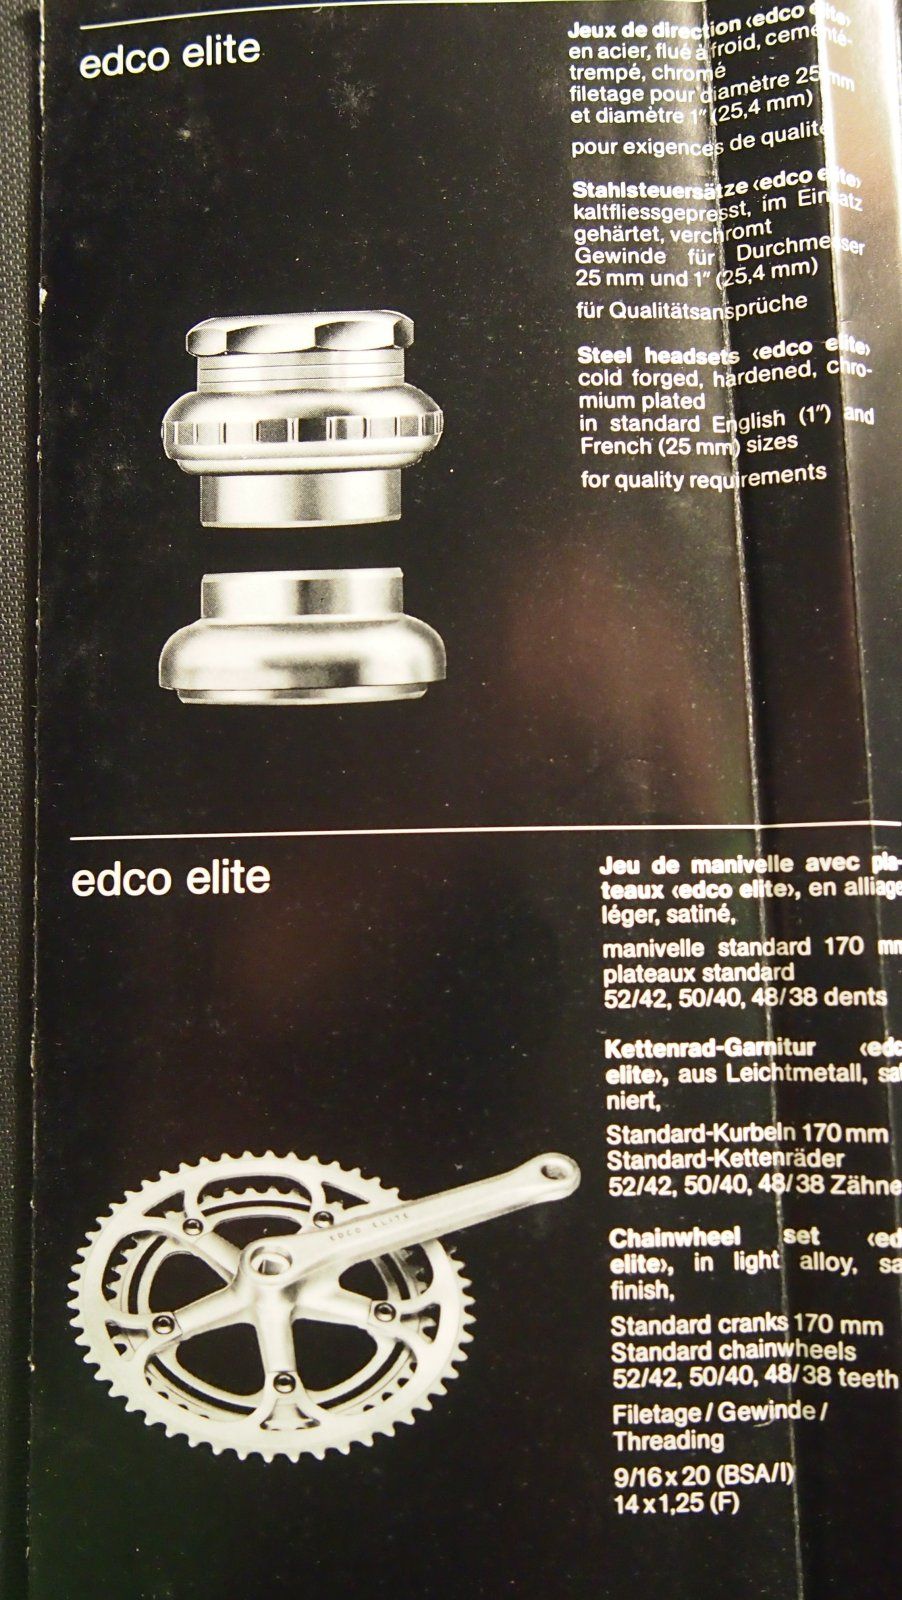 edco elite
Jeux de direction ‹edco elite›
en acier, flué à froid, cementé-
trempé, chromé
filetage pour diamètre 25 mm
et diamètre 1″ (25,4 mm)
pour exigences de qualité
Stahlsteuersätze ‹edco elite›
kaltfliessgepresst, im Einsatz
gehärtet, verchromt
Gewinde für Durchmesser
25 mm und 1″ (25,4 mm)
für Qualitätsansprüche
Steel headsets ‹edco elite›
cold forged, hardened, chro-
mium plated
in standard English (1″) and
French (25 mm) sizes
for quality requirements
edco elite
Jeu de manivelle avec pla-
teaux ‹edco elite›, en alliage
léger, satiné,
manivelle standard 170 mm
plateaux standard
52/42, 50/40, 48/38 dents
Kettenrad-Garnitur ‹edc
elite›, aus Leichtmetall, sat
niert,
Standard-Kurbeln 170 mm
Standard-Kettenräder
52/42, 50/40, 48/38 Zähne
Chainwheel set ‹ed
elite›, in light alloy, sa
finish,
Standard cranks 170 mm
Standard chainwheels
52/42, 50/40, 48/38 teeth
Filetage / Gewinde /
Threading
9/16 x 20 (BSA/I)
14 x 1,25 (F)
EDCO ELITE